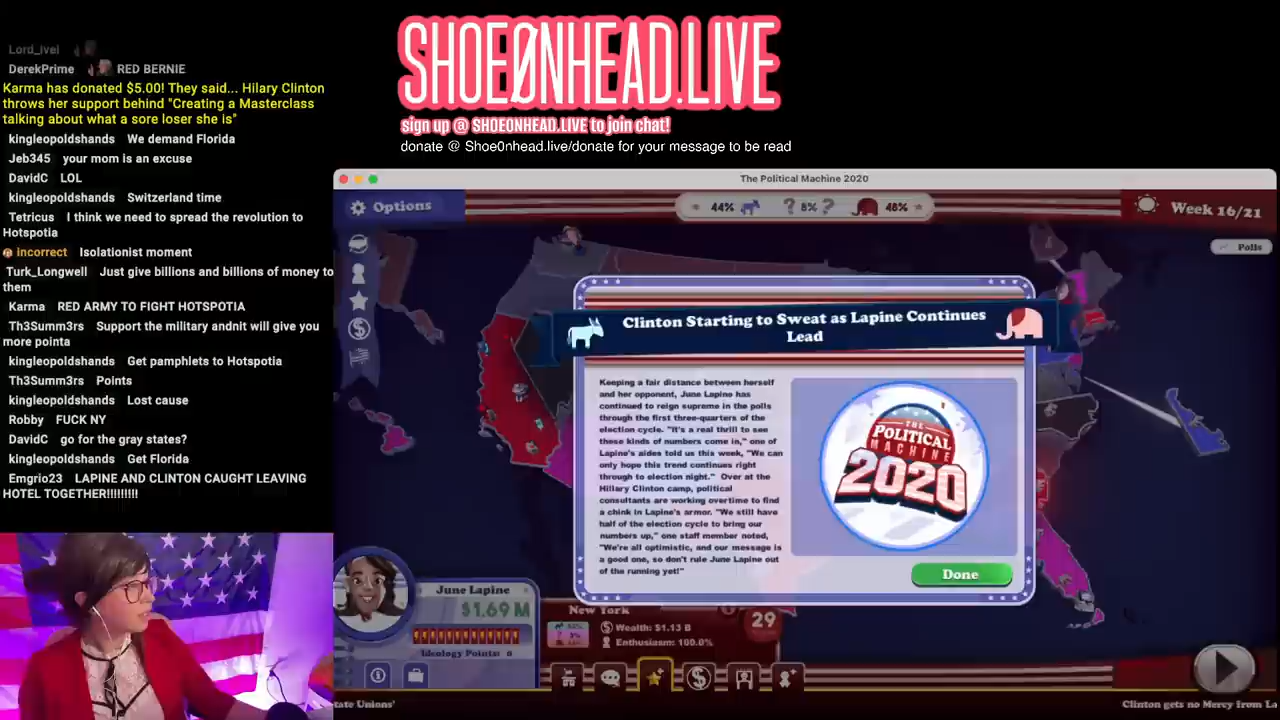 Lord_ivel
DerekPrime RED BERNIE
Karma has donated $5.00! They said... Hilary Clinton
throws her support behind "Creating a Masterclass
talking about what a sore loser she is"
kingleopoldshands We demand Florida
Jeb345 your mom is an excuse
DavidC LOL
kingleopoldshands Switzerland time
Tetricus I think we need to spread the revolution to
Hotspotia
incorrect Isolationist moment
Turk_Longwell Just give billions and billions of money to
them
Karma RED ARMY TO FIGHT HOTSPOTIA
Th3Summ3rs Support the military andnit will give you
more pointa
kingleopoldshands Get pamphlets to Hotspotia
Th3Summ3rs Points
kingleopoldshands Lost cause
Robby FUCK NY
DavidC go for the gray states?
kingleopoldshands Get Florida
Emgrio23 LAPINE AND CLINTON CAUGHT LEAVING
HOTEL TOGETHER!!!!!!!!!
SHOE0NHEAD.LIVE
sign up @ SHOE0NHEAD.LIVE to join chat!
donate @ Shoe0nhead.live/donate for your message to be read
The Political Machine 2020
Options
44% ? 8% ? 48%
Week 16/21
Polls
Clinton Starting to Sweat as Lapine Continues
Lead
Keeping a fair distance between herself
and her opponent, June Lapine has
continued to reign supreme in the polls
through the first three-quarters of the
election cycle. "It's a real thrill to see
these kinds of numbers come in," one of
Lapine's aides told us this week, "We can
only hope this trend continues right
through to election night." Over at the
Hillary Clinton camp, political
consultants are working overtime to find
a chink in Lapine's armor. "We still have
half of the election cycle to bring our
numbers up," one staff member noted,
"We're all optimistic, and our message is
a good one, so don't rule June Lapine out
of the running yet!"
THE
POLITICAL
MACHINE
2020
Done
June Lapine
$1.69 M
Ideology Points: 6
New York
Wealth: $1.13 B
Enthusiasm: 100.0%
29
tate Unions'
Clinton gets no Mercy from La